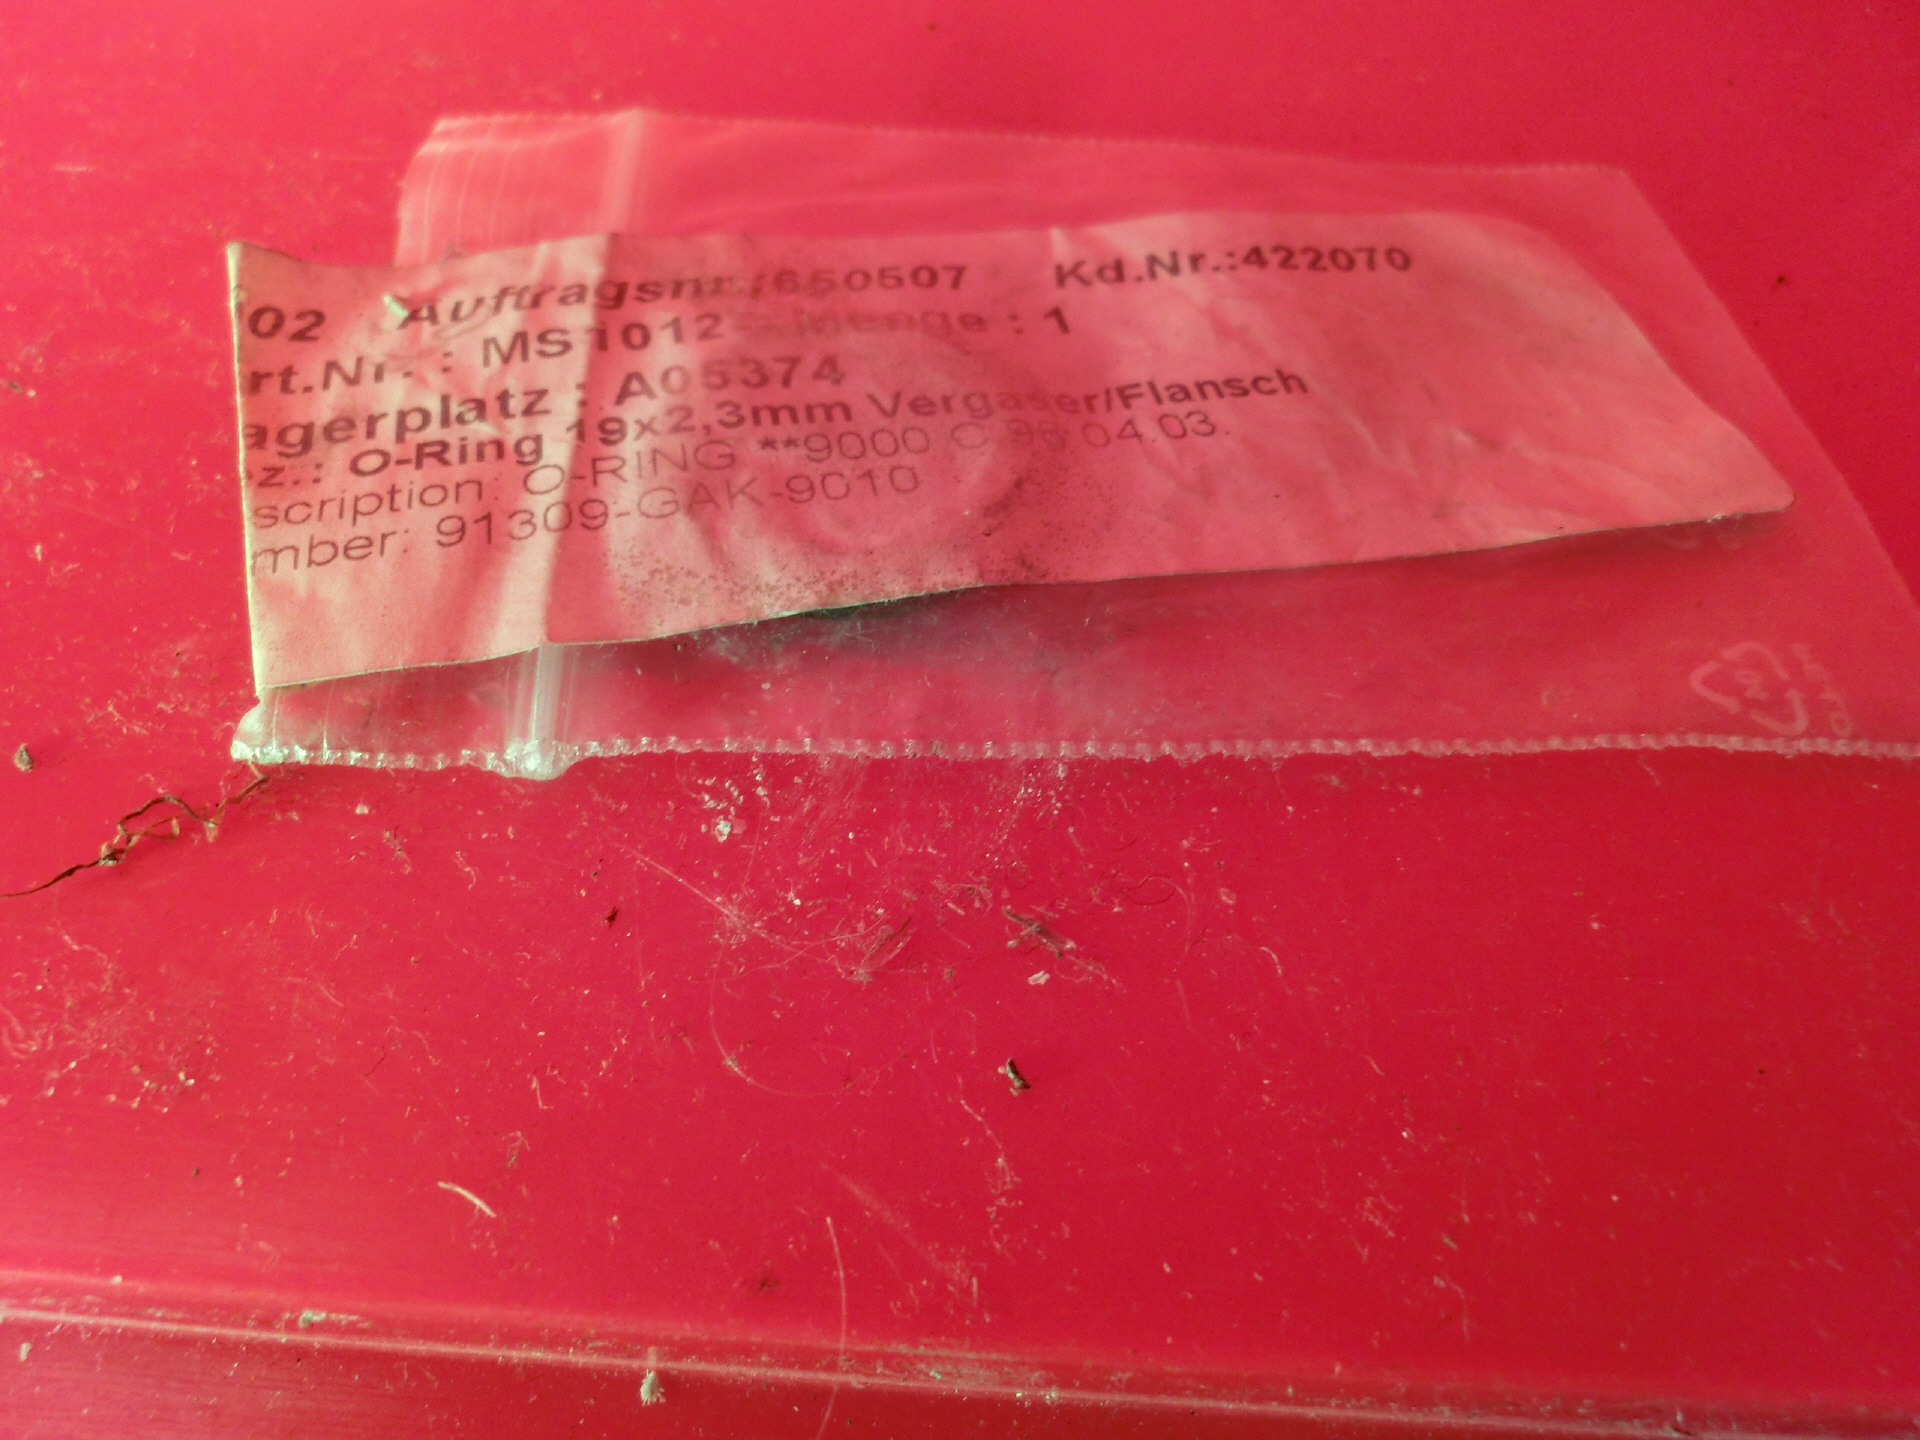 02 Auftragsnr.:650507 Kd.Nr.:422070
rt.Nr. : MS1012 menge : 1
agerplatz : A05374
z.: O-Ring 19x2,3mm Vergaser/Flansch
scription: O-RING **9000 C 98 04.03.
mber: 91309-GAK-9010